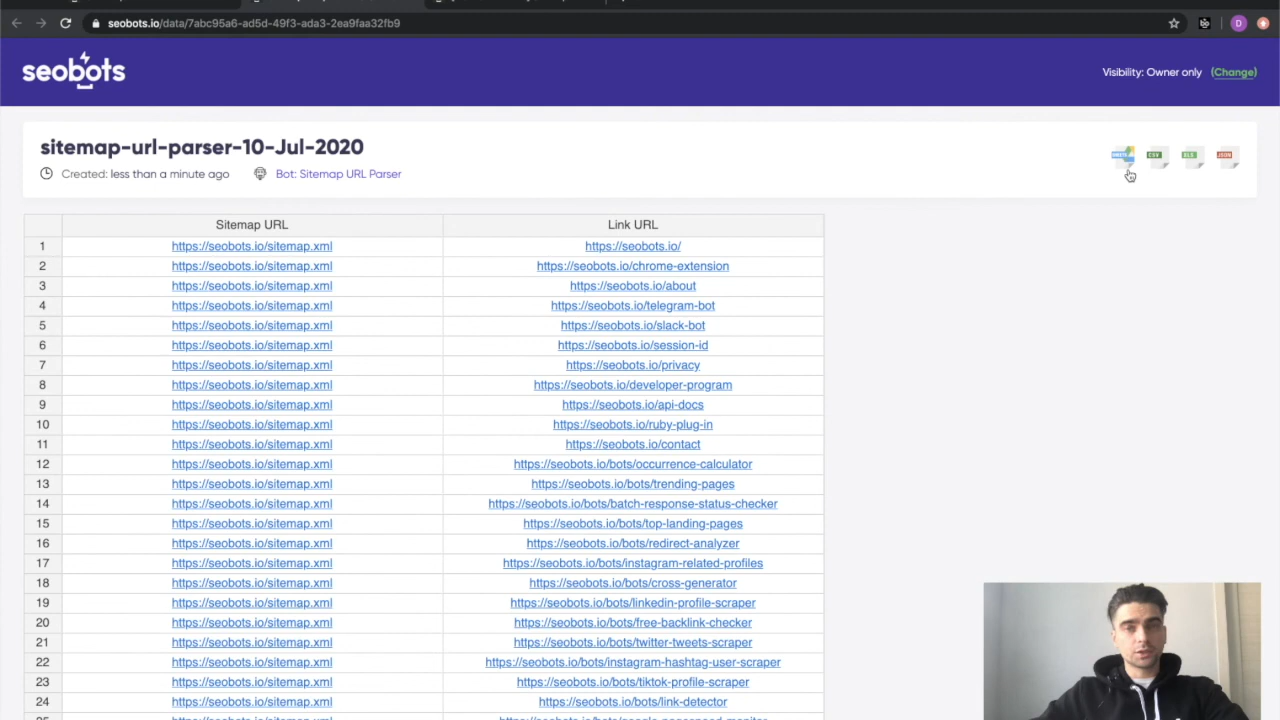 seobots.io/data/7abc95a6-ad5d-49f3-ada3-2ea9faa32fb9
D
seobots
Visibility: Owner only (Change)
sitemap-url-parser-10-Jul-2020
Created: less than a minute ago Bot: Sitemap URL Parser
CSV XLS JSON
Sitemap URL Link URL
1 https://seobots.io/sitemap.xml https://seobots.io/
2 https://seobots.io/sitemap.xml https://seobots.io/chrome-extension
3 https://seobots.io/sitemap.xml https://seobots.io/about
4 https://seobots.io/sitemap.xml https://seobots.io/telegram-bot
5 https://seobots.io/sitemap.xml https://seobots.io/slack-bot
6 https://seobots.io/sitemap.xml https://seobots.io/session-id
7 https://seobots.io/sitemap.xml https://seobots.io/privacy
8 https://seobots.io/sitemap.xml https://seobots.io/developer-program
9 https://seobots.io/sitemap.xml https://seobots.io/api-docs
10 https://seobots.io/sitemap.xml https://seobots.io/ruby-plug-in
11 https://seobots.io/sitemap.xml https://seobots.io/contact
12 https://seobots.io/sitemap.xml https://seobots.io/bots/occurrence-calculator
13 https://seobots.io/sitemap.xml https://seobots.io/bots/trending-pages
14 https://seobots.io/sitemap.xml https://seobots.io/bots/batch-response-status-checker
15 https://seobots.io/sitemap.xml https://seobots.io/bots/top-landing-pages
16 https://seobots.io/sitemap.xml https://seobots.io/bots/redirect-analyzer
17 https://seobots.io/sitemap.xml https://seobots.io/bots/instagram-related-profiles
18 https://seobots.io/sitemap.xml https://seobots.io/bots/cross-generator
19 https://seobots.io/sitemap.xml https://seobots.io/bots/linkedin-profile-scraper
20 https://seobots.io/sitemap.xml https://seobots.io/bots/free-backlink-checker
21 https://seobots.io/sitemap.xml https://seobots.io/bots/twitter-tweets-scraper
22 https://seobots.io/sitemap.xml https://seobots.io/bots/instagram-hashtag-user-scraper
23 https://seobots.io/sitemap.xml https://seobots.io/bots/tiktok-profile-scraper
24 https://seobots.io/sitemap.xml https://seobots.io/bots/link-detector